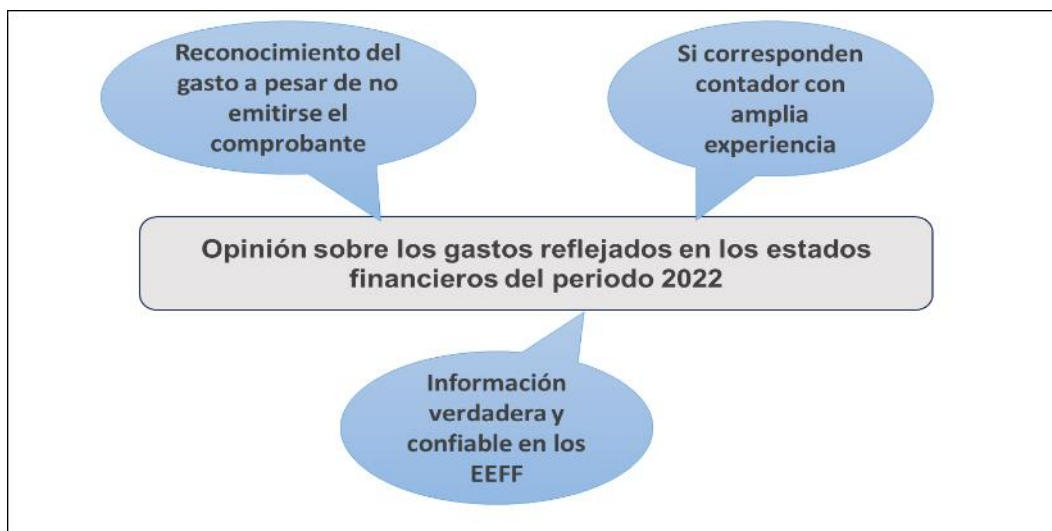 Reconocimiento del
gasto a pesar de no
emitirse el
comprobante
Si corresponden
contador con
amplia
experiencia
Opinión sobre los gastos reflejados en los estados
financieros del periodo 2022
Información
verdadera y
confiable en los
EEFF